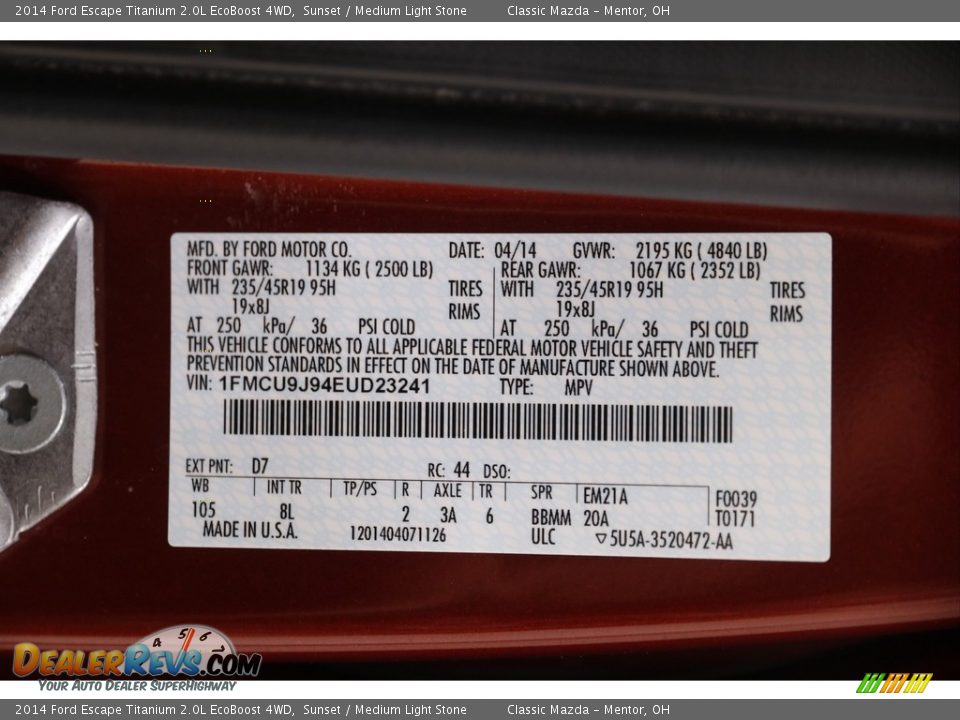 2014 Ford Escape Titanium 2.0L EcoBoost 4WD, Sunset / Medium Light Stone Classic Mazda – Mentor, OH
MFD. BY FORD MOTOR CO. DATE: 04/14 GVWR: 2195 KG ( 4840 LB)
FRONT GAWR: 1134 KG ( 2500 LB) REAR GAWR: 1067 KG ( 2352 LB)
WITH 235/45R19 95H TIRES WITH 235/45R19 95H TIRES
19x8J RIMS 19x8J RIMS
AT 250 kPa/ 36 PSI COLD AT 250 kPa/ 36 PSI COLD
THIS VEHICLE CONFORMS TO ALL APPLICABLE FEDERAL MOTOR VEHICLE SAFETY AND THEFT
PREVENTION STANDARDS IN EFFECT ON THE DATE OF MANUFACTURE SHOWN ABOVE.
VIN: 1FMCU9J94EUD23241 TYPE: MPV
EXT PNT: D7 RC: 44 DSO:
WB INT TR TP/PS R AXLE TR SPR EM21A F0039
105 8L 2 3A 6 BBMM 20A T0171
MADE IN U.S.A. 1201404071126 ULC ▽5U5A-3520472-AA
4 5 6
DEALERREVS.COM
YOUR AUTO DEALER SUPERHIGHWAY
2014 Ford Escape Titanium 2.0L EcoBoost 4WD, Sunset / Medium Light Stone Classic Mazda – Mentor, OH